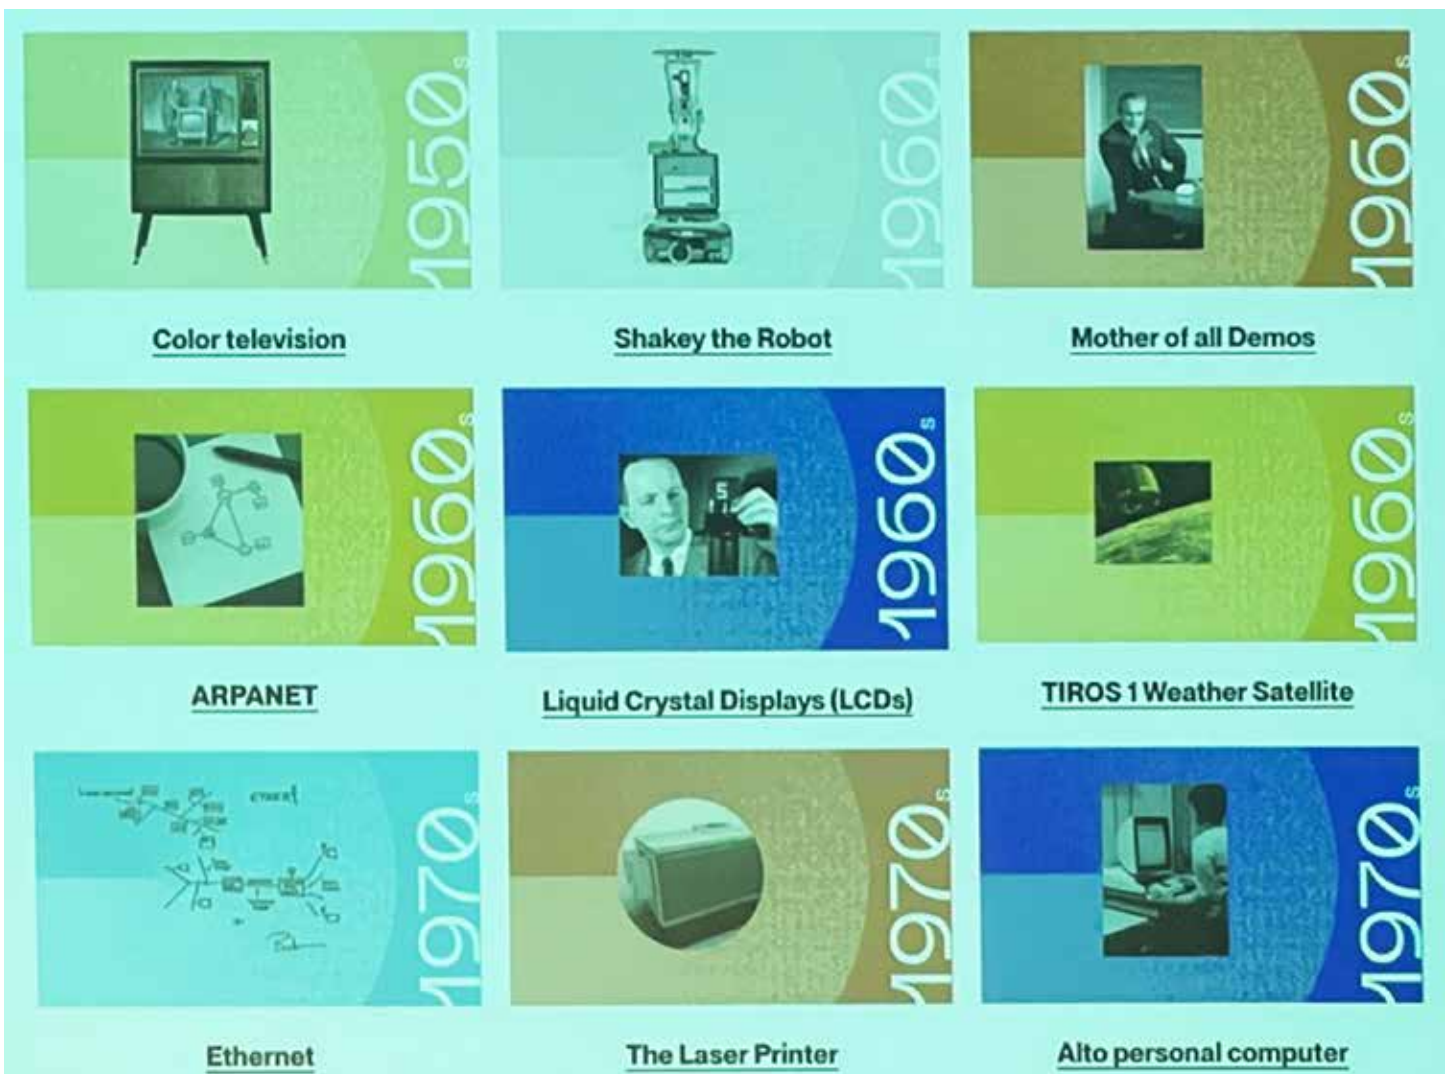 1950s
1960s
1960s
Color television
Shakey the Robot
Mother of all Demos
1960s
1960s
5
1960s
ARPANET
Liquid Crystal Displays (LCDs)
TIROS 1 Weather Satellite
1970s
1970s
1970s
Ethernet
The Laser Printer
Alto personal computer